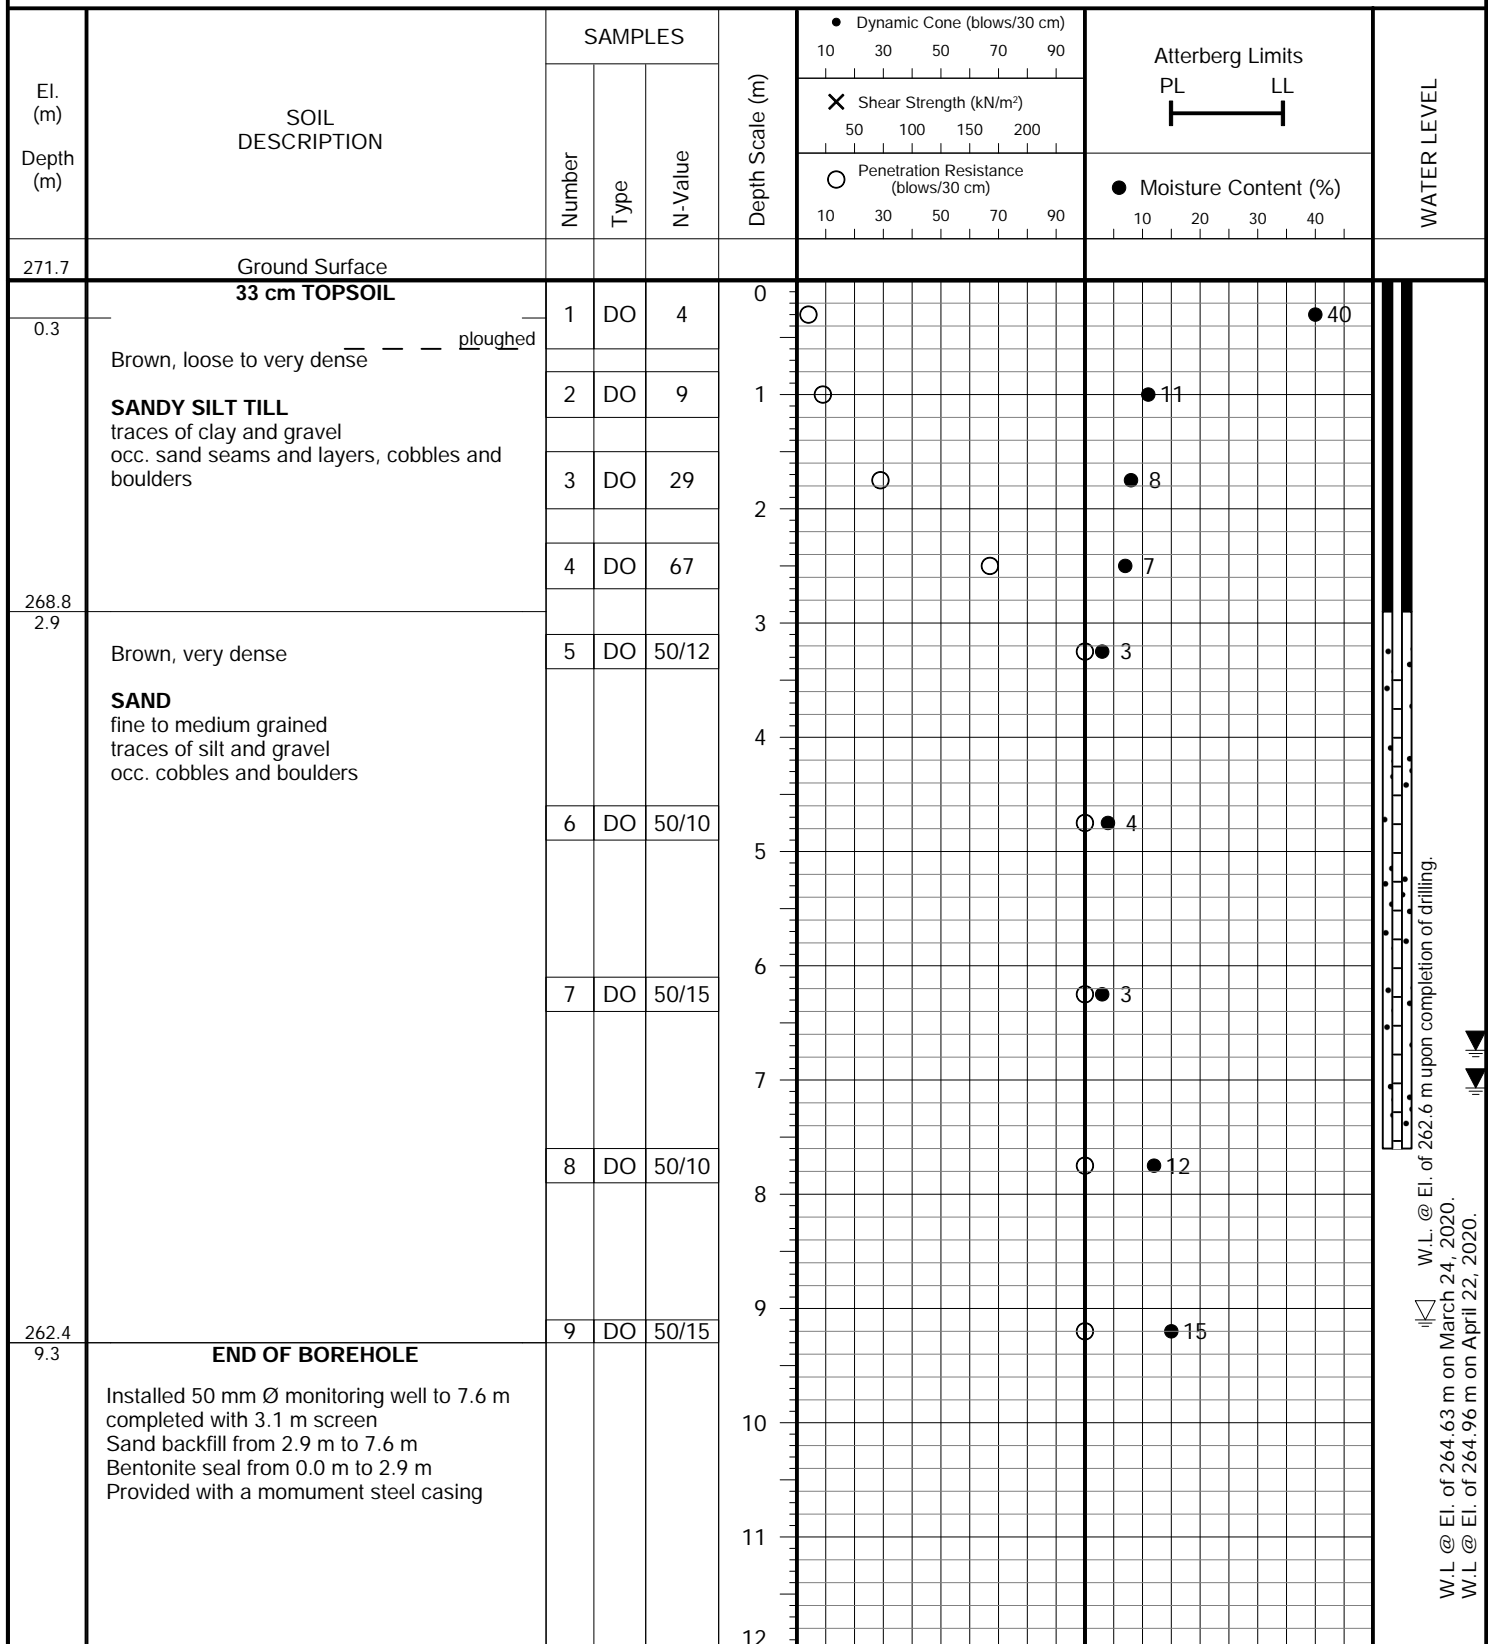 El.
(m)
Depth
(m)
SOIL
DESCRIPTION
SAMPLES
Number
Type
N-Value
Depth Scale (m)
Dynamic Cone (blows/30 cm)
10 30 50 70 90
Shear Strength (kN/m²)
50 100 150 200
Penetration Resistance
(blows/30 cm)
10 30 50 70 90
Atterberg Limits
PL LL
Moisture Content (%)
10 20 30 40
WATER LEVEL
271.7 Ground Surface
33 cm TOPSOIL
0
1 DO 4
40
0.3
ploughed
Brown, loose to very dense
2 DO 9
1
11
SANDY SILT TILL
traces of clay and gravel
occ. sand seams and layers, cobbles and
boulders
3 DO 29
8
2
4 DO 67
7
268.8
2.9
3
Brown, very dense
5 DO 50/12
3
SAND
fine to medium grained
traces of silt and gravel
occ. cobbles and boulders
4
6 DO 50/10
4
5
6
7 DO 50/15
3
7
8 DO 50/10
12
8
9
262.4
9 DO 50/15
15
9.3
END OF BOREHOLE
Installed 50 mm Ø monitoring well to 7.6 m
completed with 3.1 m screen
Sand backfill from 2.9 m to 7.6 m
Bentonite seal from 0.0 m to 2.9 m
Provided with a momument steel casing
10
11
12
W.L. @ El. of 262.6 m upon completion of drilling.
W.L @ El. of 264.63 m on March 24, 2020.
W.L @ El. of 264.96 m on April 22, 2020.